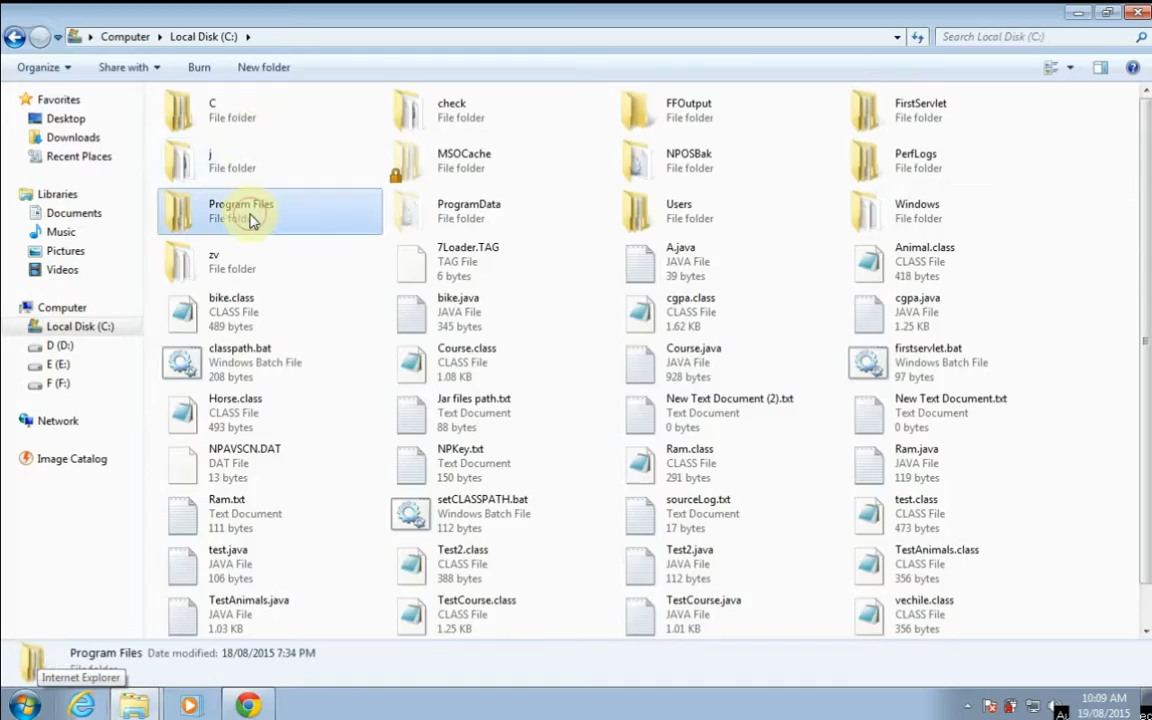 Computer Local Disk (C:)
Search Local Disk (C:)
Organize Share with Burn New folder
Favorites
Desktop
Downloads
Recent Places
Libraries
Documents
Music
Pictures
Videos
Computer
Local Disk (C:)
D (D:)
E (E:)
F (F:)
Network
Image Catalog
C
File folder
check
File folder
FFOutput
File folder
FirstServlet
File folder
j
File folder
MSOCache
File folder
NPOSBak
File folder
PerfLogs
File folder
Program Files
File folder
ProgramData
File folder
Users
File folder
Windows
File folder
zv
File folder
7Loader.TAG
TAG File
6 bytes
A.java
JAVA File
39 bytes
Animal.class
CLASS File
418 bytes
bike.class
CLASS File
489 bytes
bike.java
JAVA File
345 bytes
cgpa.class
CLASS File
1.62 KB
cgpa.java
JAVA File
1.25 KB
classpath.bat
Windows Batch File
208 bytes
Course.class
CLASS File
1.08 KB
Course.java
JAVA File
928 bytes
firstservlet.bat
Windows Batch File
97 bytes
Horse.class
CLASS File
493 bytes
Jar files path.txt
Text Document
88 bytes
New Text Document (2).txt
Text Document
0 bytes
New Text Document.txt
Text Document
0 bytes
NPAVSCN.DAT
DAT File
13 bytes
NPKey.txt
Text Document
150 bytes
Ram.class
CLASS File
291 bytes
Ram.java
JAVA File
119 bytes
Ram.txt
Text Document
111 bytes
setCLASSPATH.bat
Windows Batch File
112 bytes
sourceLog.txt
Text Document
17 bytes
test.class
CLASS File
473 bytes
test.java
JAVA File
106 bytes
Test2.class
CLASS File
388 bytes
Test2.java
JAVA File
112 bytes
TestAnimals.class
CLASS File
356 bytes
TestAnimals.java
JAVA File
1.03 KB
TestCourse.class
CLASS File
1.25 KB
TestCourse.java
JAVA File
1.01 KB
vechile.class
CLASS File
356 bytes
Program Files Date modified: 18/08/2015 7:34 PM
Internet Explorer
10:09 AM
19/08/2015